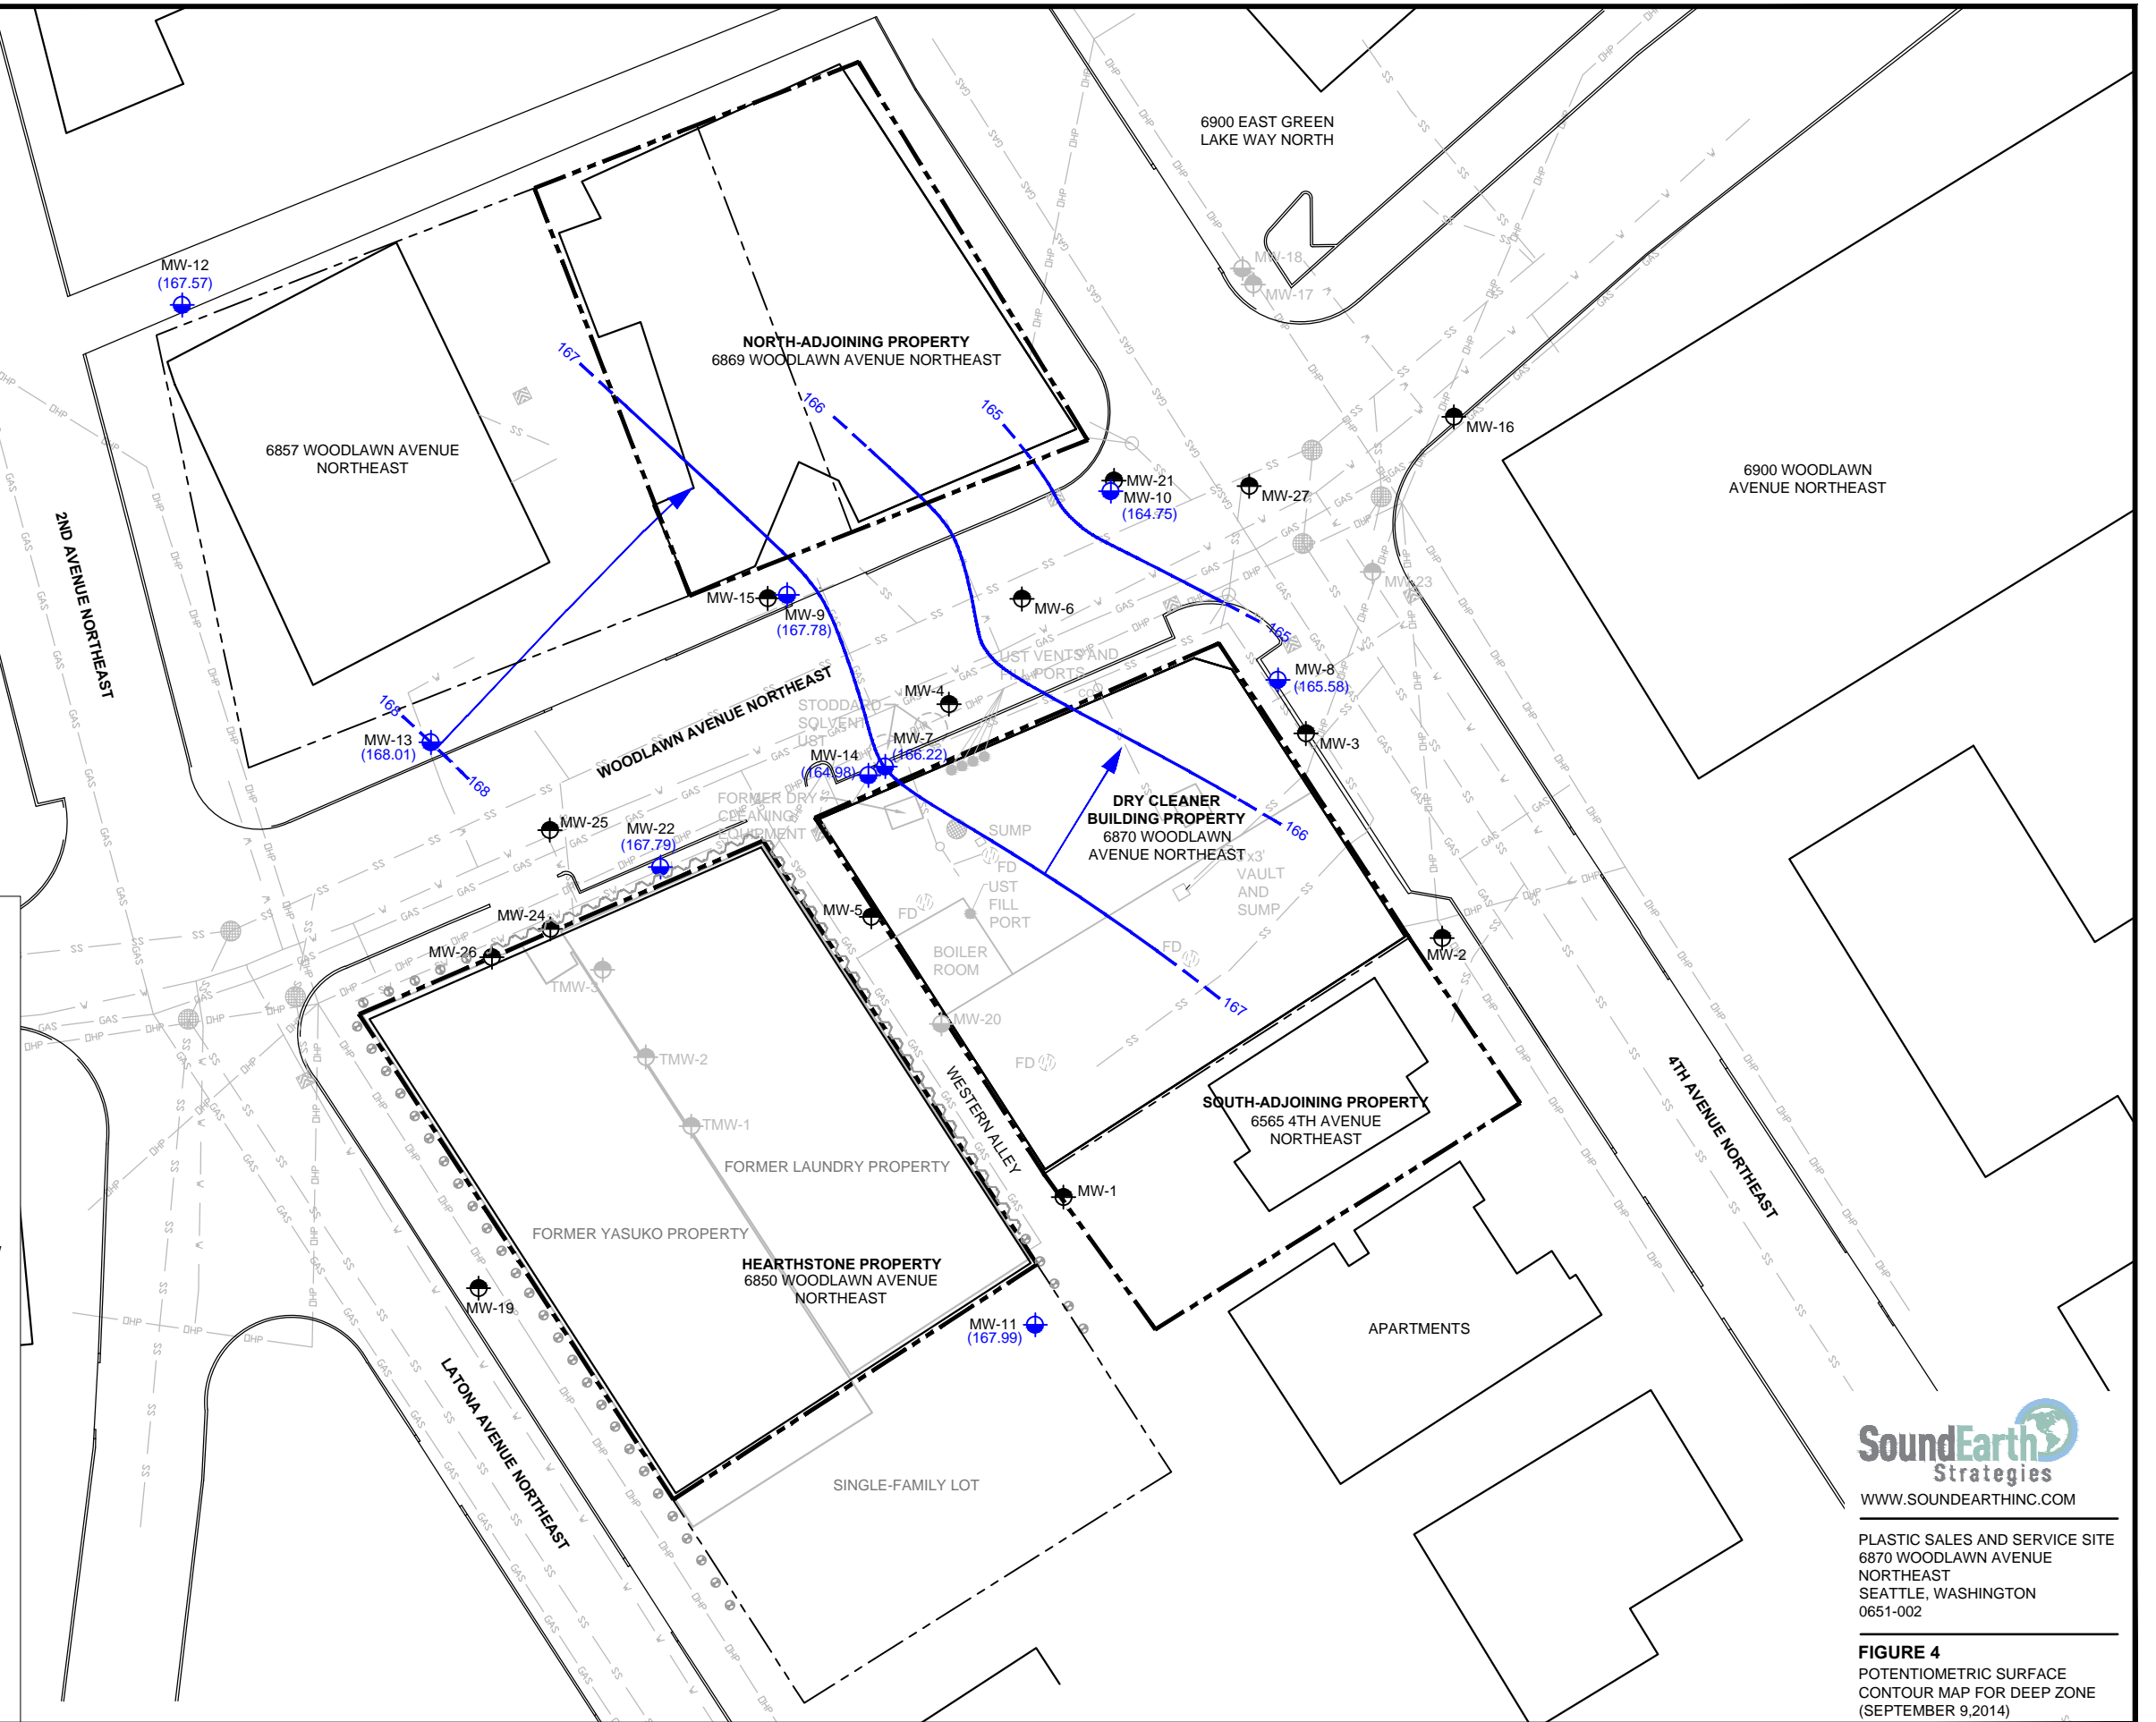 6900 EAST GREEN
LAKE WAY NORTH
MW-12
(167.57)
MW-18
MW-17
NORTH-ADJOINING PROPERTY
6869 WOODLAWN AVENUE NORTHEAST
167
166
165
6857 WOODLAWN AVENUE
NORTHEAST
MW-16
6900 WOODLAWN
AVENUE NORTHEAST
MW-21
MW-10
(164.75)
MW-27
2ND AVENUE NORTHEAST
MW-23
MW-15
MW-9
(167.78)
MW-6
165
UST VENTS AND
FILL PORTS
MW-8
(165.58)
168
MW-13
(168.01)
168
WOODLAWN AVENUE NORTHEAST
MW-4
STODDARD
SOLVENT
UST
MW-3
MW-7
(166.22)
MW-14
(164.98)
FORMER DRY
CLEANING
EQUIPMENT
DRY CLEANER
BUILDING PROPERTY
6870 WOODLAWN
AVENUE NORTHEAST
166
MW-25
MW-22
(167.79)
SUMP
FD
UST
FILL
PORT
3'x3'
VAULT
AND
SUMP
MW-5
FD
MW-24
MW-26
BOILER
ROOM
FD
MW-2
TMW-3
167
MW-20
TMW-2
FD
TMW-1
WESTERN ALLEY
4TH AVENUE NORTHEAST
SOUTH-ADJOINING PROPERTY
6565 4TH AVENUE
NORTHEAST
FORMER LAUNDRY PROPERTY
MW-1
FORMER YASUKO PROPERTY
HEARTHSTONE PROPERTY
6850 WOODLAWN AVENUE
NORTHEAST
MW-19
MW-11
(167.99)
APARTMENTS
LATONA AVENUE NORTHEAST
SINGLE-FAMILY LOT
SoundEarth
Strategies
WWW.SOUNDEARTHINC.COM
PLASTIC SALES AND SERVICE SITE
6870 WOODLAWN AVENUE
NORTHEAST
SEATTLE, WASHINGTON
0651-002
FIGURE 4
POTENTIOMETRIC SURFACE
CONTOUR MAP FOR DEEP ZONE
(SEPTEMBER 9,2014)